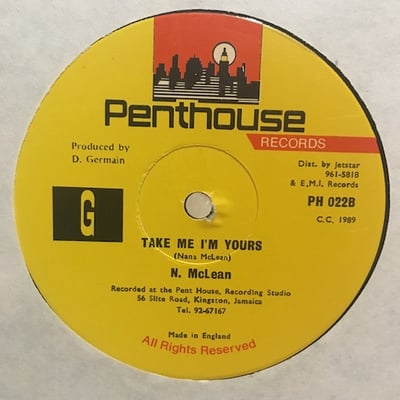 Penthouse
RECORDS
Produced by
D. Germain
Dist. by Jetstar
961-5818
& E.M.I. Records
G
PH 022B
C.C. 1989
TAKE ME I'M YOURS
(Nana McLean)
N. McLean
Recorded at the Pent House, Recording Studio
56 Slite Road, Kingston, Jamaica
Tel. 92-67167
Made in England
All Rights Reserved